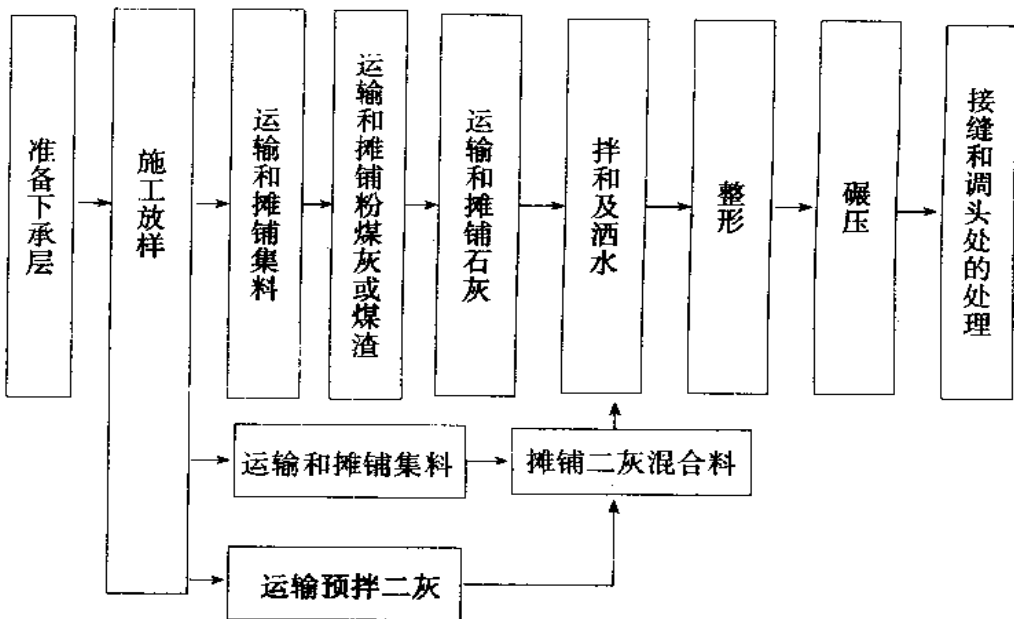 准备下承层
施工放样
运输和摊铺集料
运输和摊铺粉煤灰或煤渣
运输和摊铺石灰
拌和及洒水
整形
碾压
接缝和调头处的处理
运输和摊铺集料
摊铺二灰混合料
运输预拌二灰